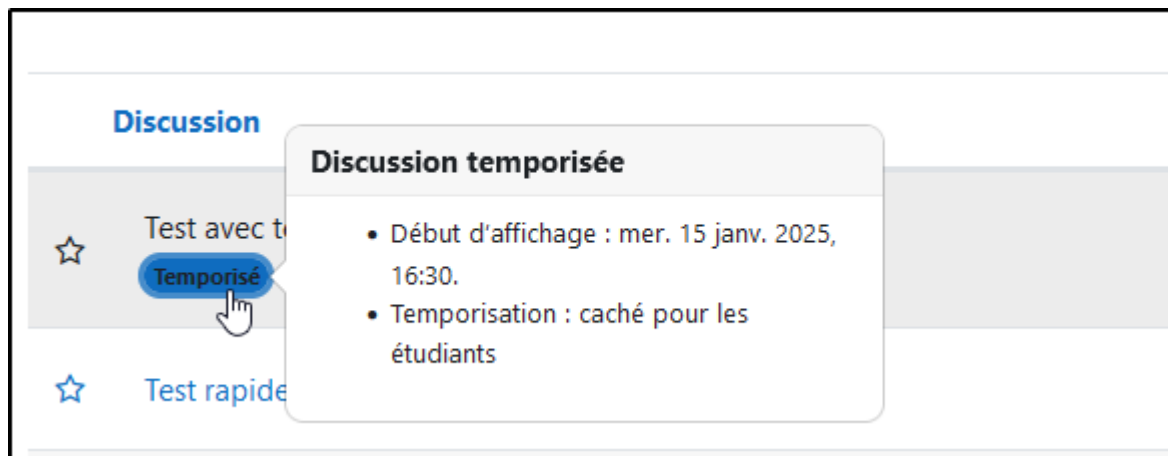 Discussion
Discussion temporisée
Test avec
• Début d'affichage : mer. 15 janv. 2025,
16:30.
Temporisé
• Temporisation : caché pour les
étudiants
Test rapide